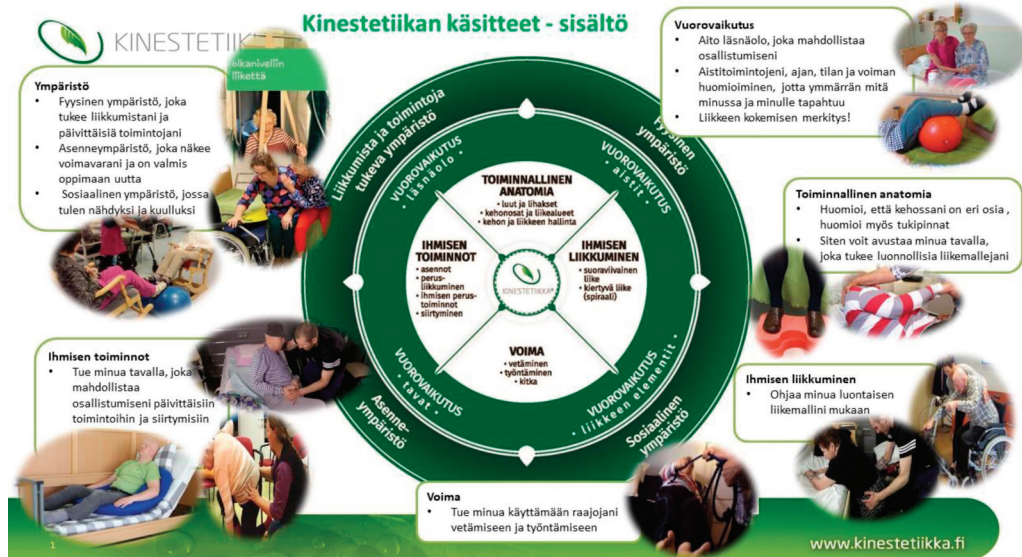 Kinestetiikan käsitteet - sisältö
KINESTETIIK
olkaniveliin
liikettä
Ympäristö
• Fyysinen ympäristö, joka
tukee liikkumistani ja
päivittäisiä toimintojani
• Asenneympäristö, joka näkee
voimavarani ja on valmis
oppimaan uutta
• Sosiaalinen ympäristö, jossa
tulen nähdyksi ja kuulluksi
Vuorovaikutus
• Aito läsnäolo, joka mahdollistaa
osallistumiseni
• Aistitoimintojeni, ajan, tilan ja voiman
huomioiminen, jotta ymmärrän mitä
minussa ja minulle tapahtuu
• Liikkeen kokemisen merkitys!
Liikkumista ja toimintoja
tukeva ympäristö
Fyysinen
ympäristö
VUOROVAIKUTUS
läsnäolo •
VUOROVAIKUTUS
• aistit •
TOIMINNALLINEN
ANATOMIA
• luut ja lihakset
• kehonosat ja liikealueet
• kehon ja liikkeen hallinta
IHMISEN
TOIMINNOT
• asennot
• perus-
liikkuminen
• ihmisen perus-
toiminnot
• siirtyminen
IHMISEN
LIIKKUMINEN
• suoraviivainen
liike
• kiertyvä liike
(spiraali)
KINESTETIIKKA®
VOIMA
• vetäminen
• työntäminen
• kitka
VUOROVAIKUTUS
• tavat •
VUOROVAIKUTUS
• liikkeen elementit •
Asenne-
ympäristö
Sosiaalinen
ympäristö
Toiminnallinen anatomia
• Huomioi, että kehossani on eri osia ,
huomioi myös tukipinnat
• Siten voit avustaa minua tavalla,
joka tukee luonnollisia liikemallejani
Ihmisen toiminnot
• Tue minua tavalla, joka
mahdollistaa
osallistumiseni päivittäisiin
toimintoihin ja siirtymisiin
Ihmisen liikkuminen
• Ohjaa minua luontaisen
liikemallini mukaan
Voima
• Tue minua käyttämään raajojani
vetämiseen ja työntämiseen
1
www.kinestetiikka.fi